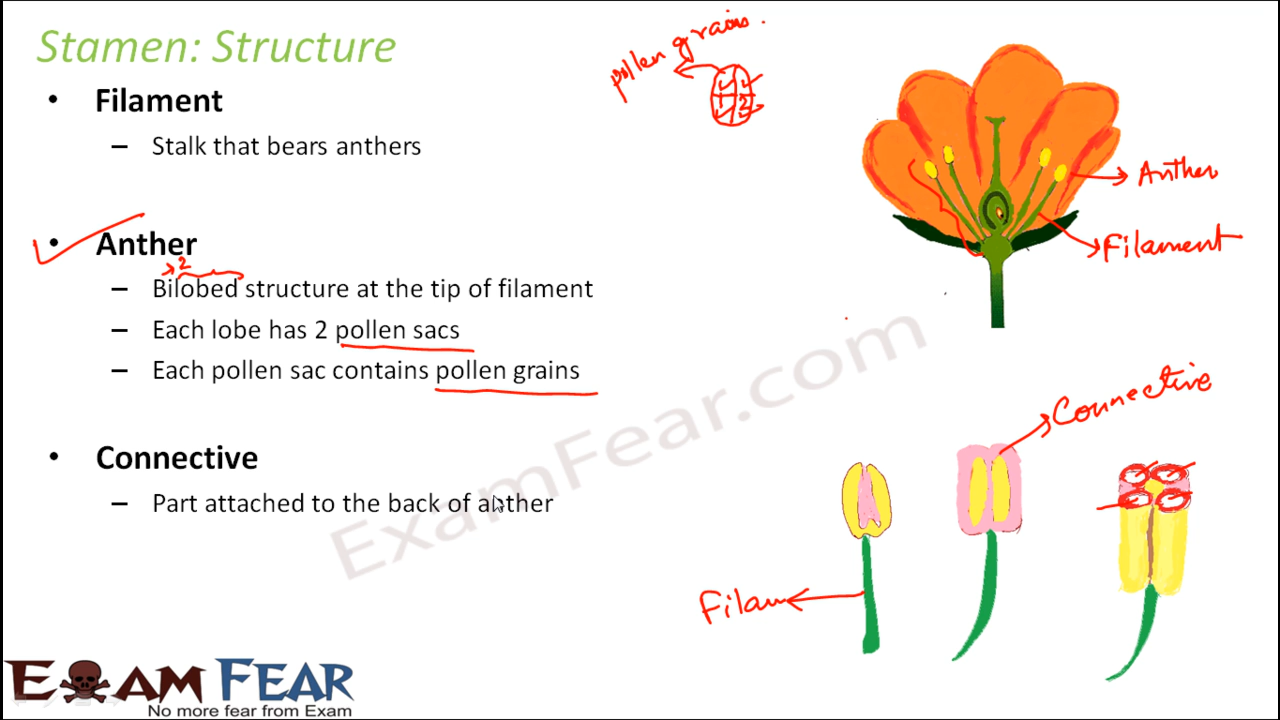 Stamen: Structure
• Filament
– Stalk that bears anthers
• Anther
2
– Bilobed structure at the tip of filament
– Each lobe has 2 pollen sacs
– Each pollen sac contains pollen grains
• Connective
– Part attached to the back of anther
pollen grains.
Anther
Filament
Connective
Filam
ExamFear.com
EXAM FEAR
No more fear from Exam